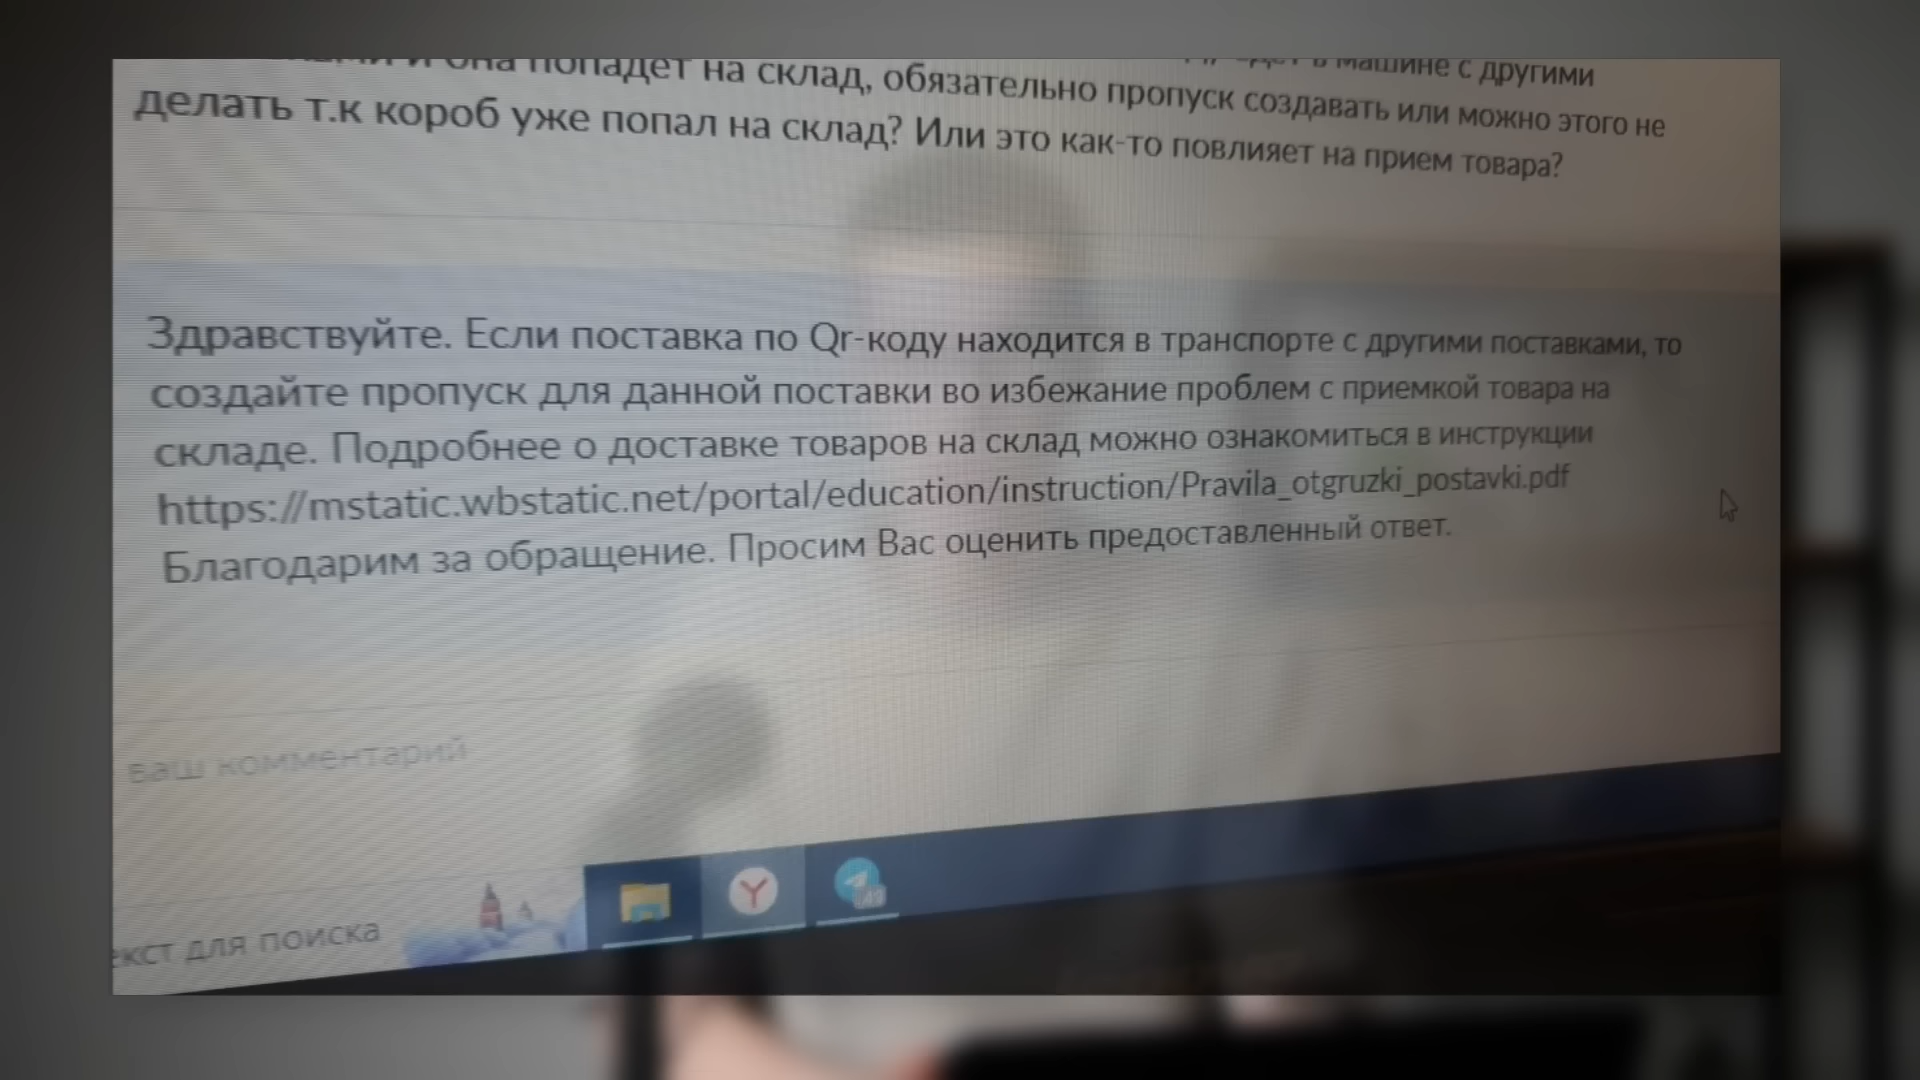 и она попадет на склад, обязательно пропуск создавать или можно этого не
в машине с другими
делать т.к короб уже попал на склад? Или это как-то повлияет на прием товара?
Здравствуйте. Если поставка по Qr-коду находится в транспорте с другими поставками, то
создайте пропуск для данной поставки во избежание проблем с приемкой товара на
складе. Подробнее о доставке товаров на склад можно ознакомиться в инструкции
https://mstatic.wbstatic.net/portal/education/instruction/Pravila_otgruzki_postavki.pdf
Благодарим за обращение. Просим Вас оценить предоставленный ответ.
ваш комментарий
екст для поиска